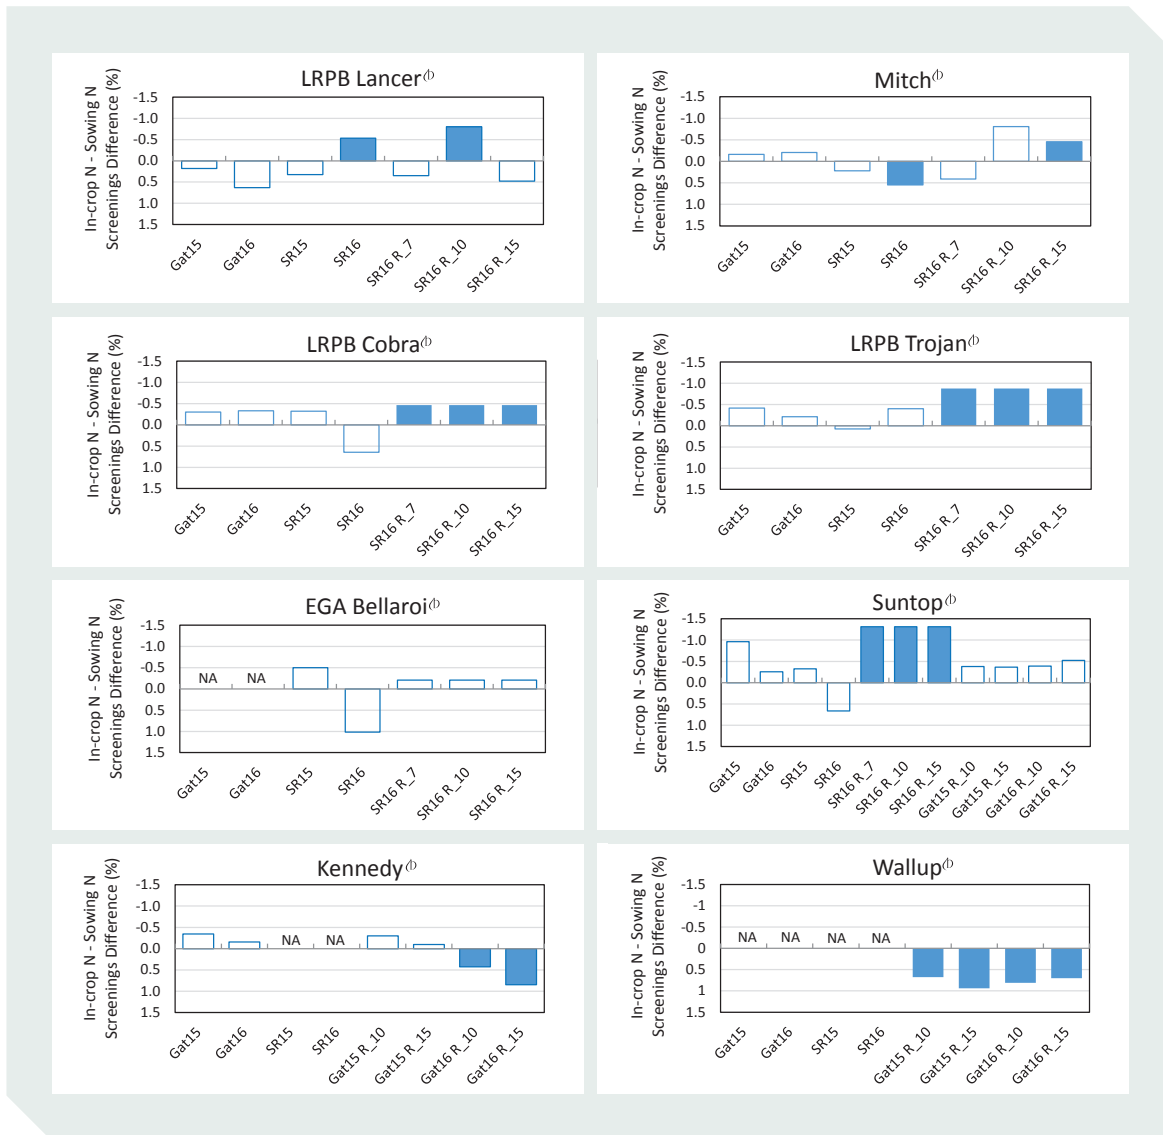 LRPB Lancer
In-crop N - Sowing N
Screenings Difference (%)
-1.5
-1.0
-0.5
0.0
0.5
1.0
1.5
Gat15
Gat16
SR15
SR16
SR16 R_7
SR16 R_10
SR16 R_15
Mitch
In-crop N - Sowing N
Screenings Difference (%)
-1.5
-1.0
-0.5
0.0
0.5
1.0
1.5
Gat15
Gat16
SR15
SR16
SR16 R_7
SR16 R_10
SR16 R_15
LRPB Cobra
In-crop N - Sowing N
Screenings Difference (%)
-1.5
-1.0
-0.5
0.0
0.5
1.0
1.5
Gat15
Gat16
SR15
SR16
SR16 R_7
SR16 R_10
SR16 R_15
LRPB Trojan
In-crop N - Sowing N
Screenings Difference (%)
-1.5
-1.0
-0.5
0.0
0.5
1.0
1.5
Gat15
Gat16
SR15
SR16
SR16 R_7
SR16 R_10
SR16 R_15
EGA Bellaroi
In-crop N - Sowing N
Screenings Difference (%)
-1.5
-1.0
-0.5
0.0
0.5
1.0
1.5
NA NA
Gat15
Gat16
SR15
SR16
SR16 R_7
SR16 R_10
SR16 R_15
Suntop
In-crop N - Sowing N
Screenings Difference (%)
-1.5
-1.0
-0.5
0.0
0.5
1.0
1.5
Gat15
Gat16
SR15
SR16
SR16 R_7
SR16 R_10
SR16 R_15
Gat15 R_10
Gat15 R_15
Gat16 R_10
Gat16 R_15
Kennedy
In-crop N - Sowing N
Screenings Difference (%)
-1.5
-1.0
-0.5
0.0
0.5
1.0
1.5
NA NA
Gat15
Gat16
SR15
SR16
Gat15 R_10
Gat15 R_15
Gat16 R_10
Gat16 R_15
Wallup
In-crop N - Sowing N
Screenings Difference (%)
-1.5
-1
-0.5
0
0.5
1
1.5
NA NA NA NA
Gat15
Gat16
SR15
SR16
Gat15 R_10
Gat15 R_15
Gat16 R_10
Gat16 R_15